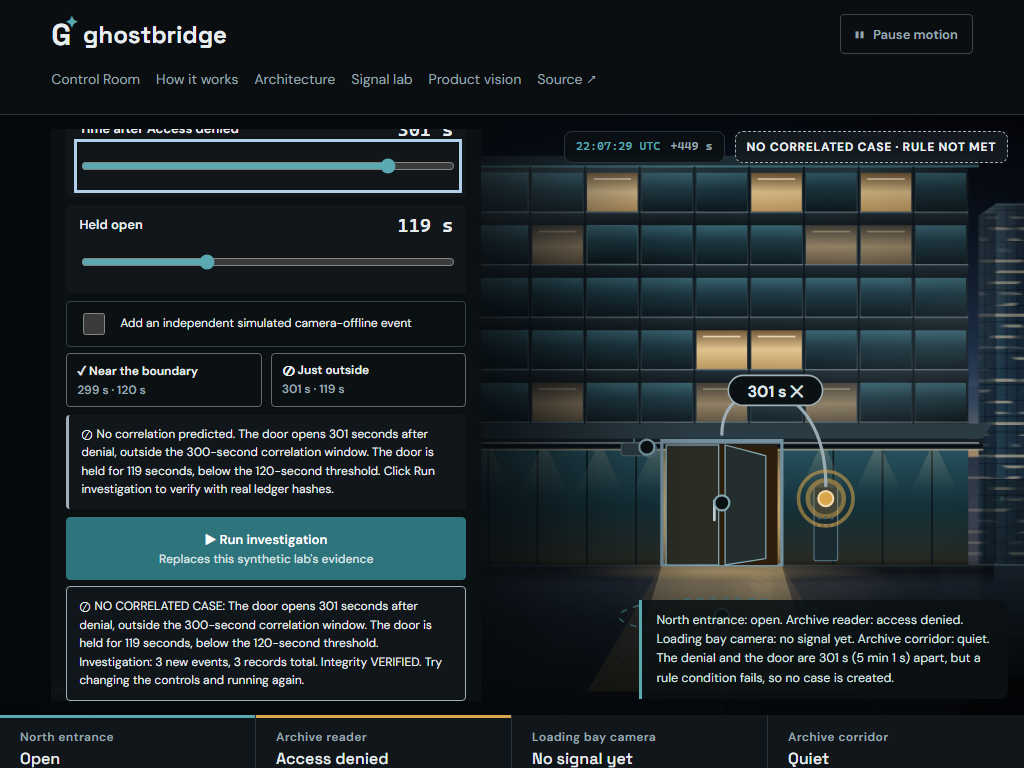 G ghostbridge
Pause motion
Control Room How it works Architecture Signal lab Product vision Source ↗
Time after Access denied 301 s
Held open 119 s
Add an independent simulated camera-offline event
✓ Near the boundary
299 s · 120 s
Just outside
301 s · 119 s
No correlation predicted. The door opens 301 seconds after
denial, outside the 300-second correlation window. The door is
held for 119 seconds, below the 120-second threshold. Click Run
investigation to verify with real ledger hashes.
▶ Run investigation
Replaces this synthetic lab's evidence
NO CORRELATED CASE: The door opens 301 seconds after
denial, outside the 300-second correlation window. The door is
held for 119 seconds, below the 120-second threshold.
Investigation: 3 new events, 3 records total. Integrity VERIFIED. Try
changing the controls and running again.
22:07:29 UTC +449 s
NO CORRELATED CASE · RULE NOT MET
301 s ✕
North entrance: open. Archive reader: access denied.
Loading bay camera: no signal yet. Archive corridor: quiet.
The denial and the door are 301 s (5 min 1 s) apart, but a
rule condition fails, so no case is created.
North entrance
Open
Archive reader
Access denied
Loading bay camera
No signal yet
Archive corridor
Quiet